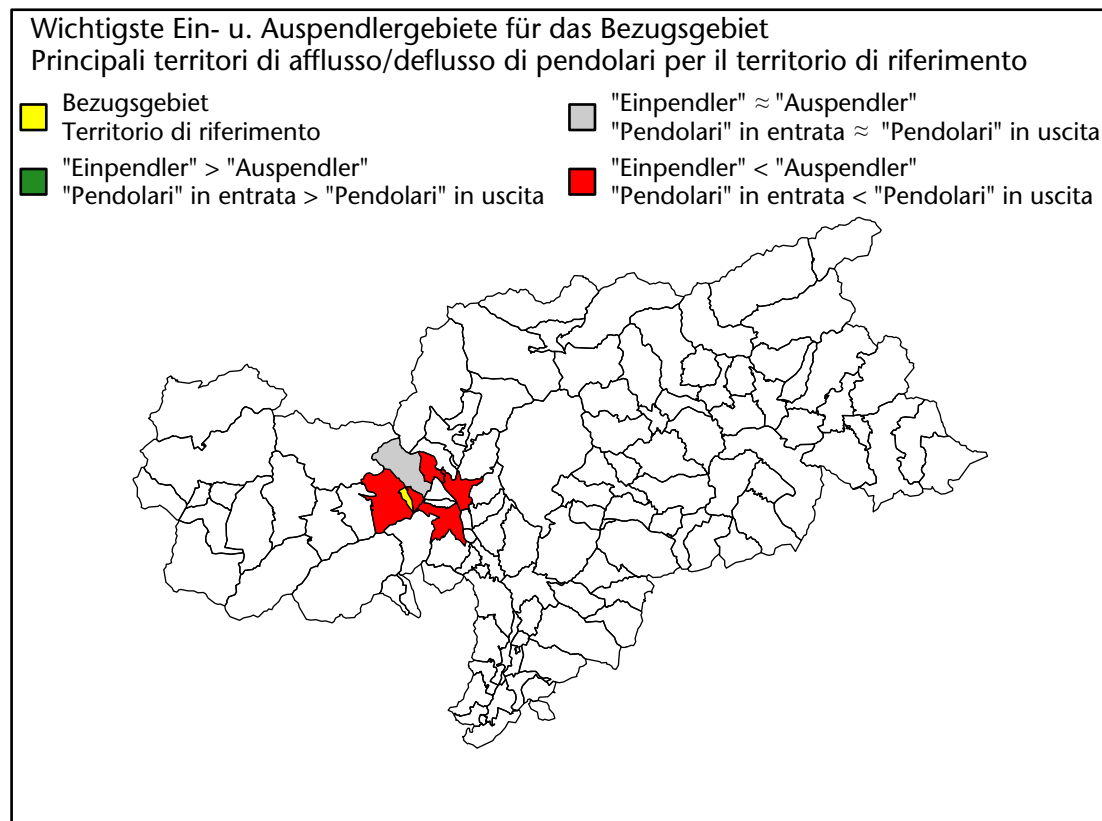 Wichtigste Ein- u. Auspendlergebiete für das Bezugsgebiet
Principali territori di afflusso/deflusso di pendolari per il territorio di riferimento
Bezugsgebiet
Territorio di riferimento
"Einpendler" > "Auspendler"
"Pendolari" in entrata > "Pendolari" in uscita
"Einpendler" ≈ "Auspendler"
"Pendolari" in entrata ≈ "Pendolari" in uscita
"Einpendler" < "Auspendler"
"Pendolari" in entrata < "Pendolari" in uscita